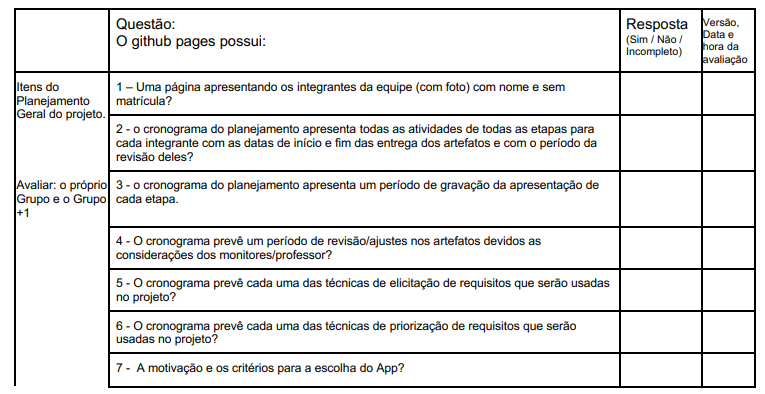 Questão:
O github pages possui:
Resposta
(Sim / Não /
Incompleto)
Versão,
Data e
hora da
avaliação
Itens do
Planejamento
Geral do projeto.
Avaliar: o próprio
Grupo e o Grupo
+1
1 – Uma página apresentando os integrantes da equipe (com foto) com nome e sem
matrícula?
2 - o cronograma do planejamento apresenta todas as atividades de todas as etapas para
cada integrante com as datas de início e fim das entrega dos artefatos e com o período da
revisão deles?
3 - o cronograma do planejamento apresenta um período de gravação da apresentação de
cada etapa.
4 - O cronograma prevê um período de revisão/ajustes nos artefatos devidos as
considerações dos monitores/professor?
5 - O cronograma prevê cada uma das técnicas de elicitação de requisitos que serão usadas
no projeto?
6 - O cronograma prevê cada uma das técnicas de priorização de requisitos que serão
usadas no projeto?
7 - A motivação e os critérios para a escolha do App?